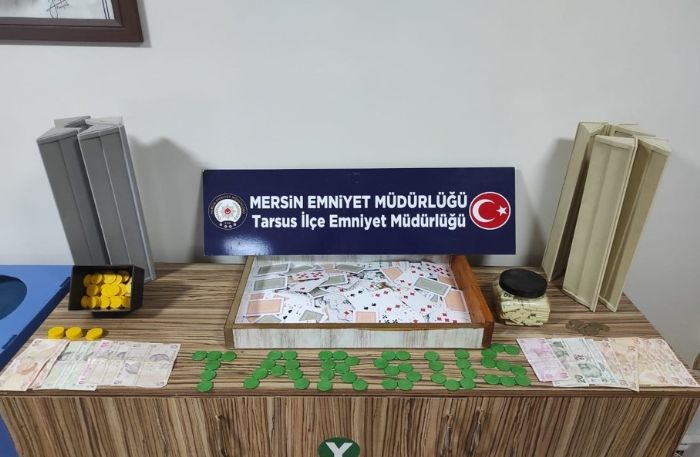 MERSİN EMNİYET MÜDÜRLÜĞÜ
Tarsus İlçe Emniyet Müdürlüğü
TARSUS
Y